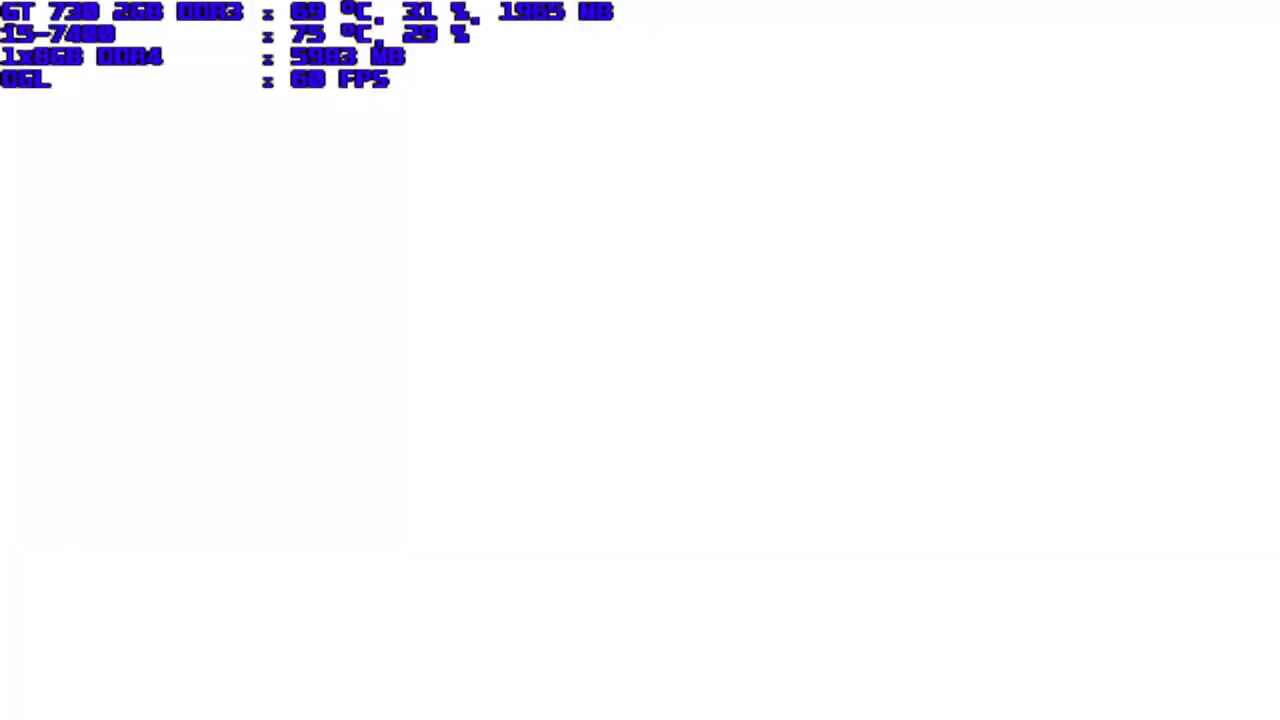 GT 730 2GB DDR3 : 69 °C, 31 %, 1965 MB
i5-7400 : 75 °C, 29 %
1x8GB DDR4 : 5983 MB
OGL : 60 FPS